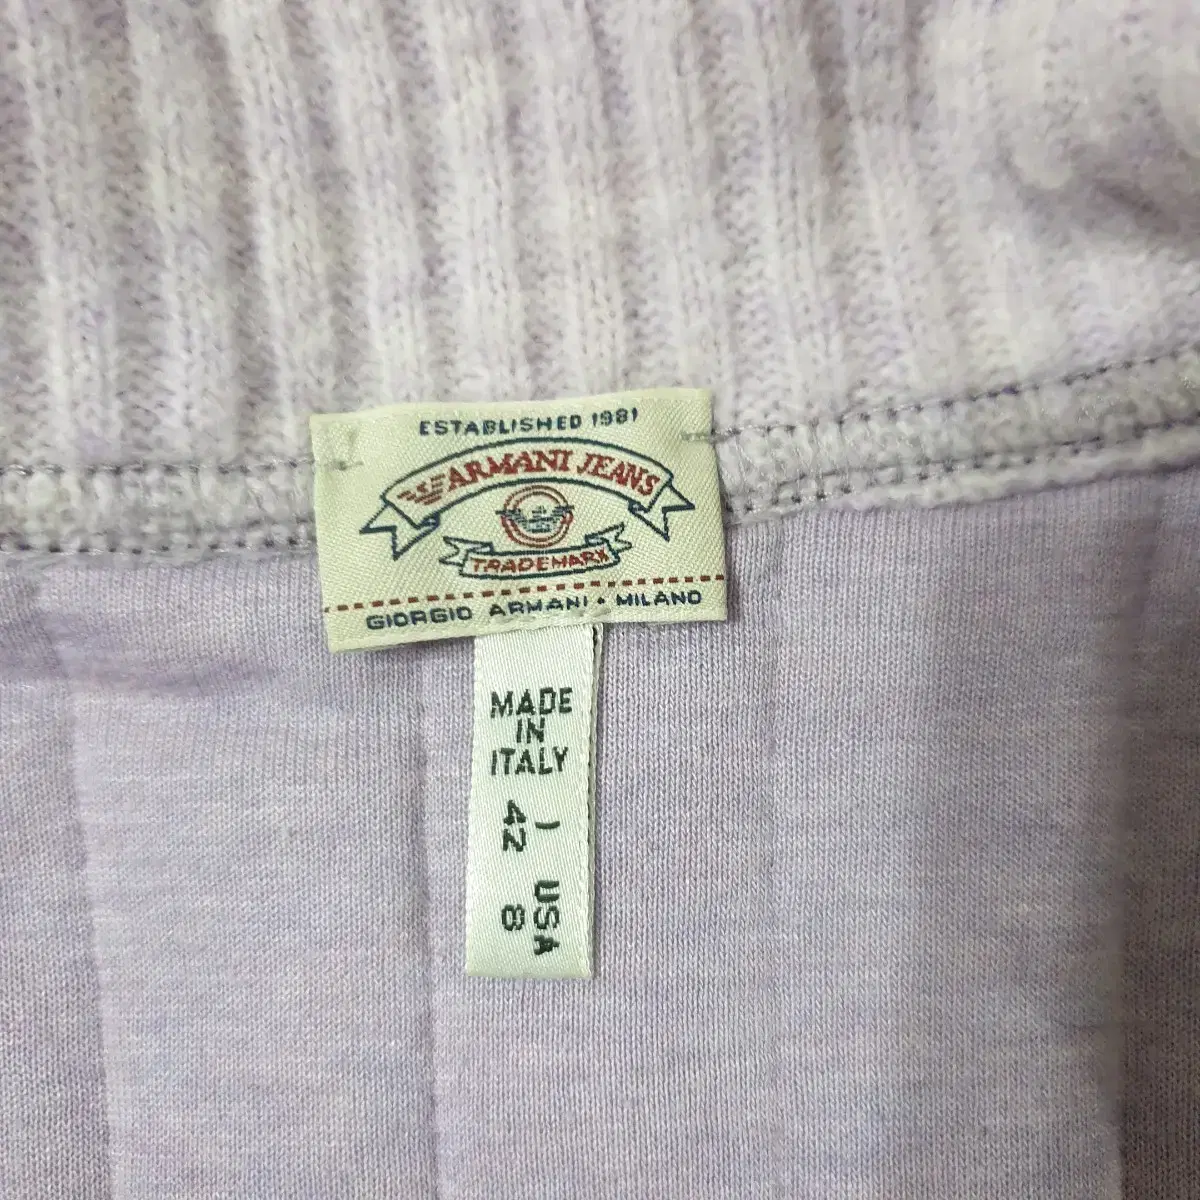 ESTABLISHED 1981
ARMANI JEANS
TRADEMARK
GIORGIO ARMANI • MILANO
MADE
IN
ITALY
I
42
USA
8